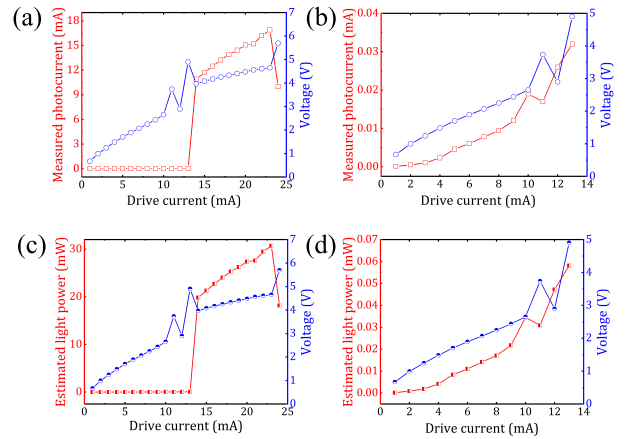 (a)
Measured photocurrent (mA)
18
15
12
9
6
3
0
0 5 10 15 20 25
Drive current (mA)
7
6
5
4
3
2
1
0
Voltage (V)
(b)
Measured photocurrent (mA)
0.04
0.03
0.02
0.01
0.00
0 2 4 6 8 10 12 14
Drive current (mA)
5
4
3
2
1
0
Voltage (V)
(c)
Estimated light power (mW)
30
20
10
0
0 5 10 15 20 25
Drive current (mA)
7
6
5
4
3
2
1
0
Voltage (V)
(d)
Estimated light power (mW)
0.07
0.06
0.05
0.04
0.03
0.02
0.01
0.00
0 2 4 6 8 10 12 14
Drive current (mA)
5
4
3
2
1
0
Voltage (V)